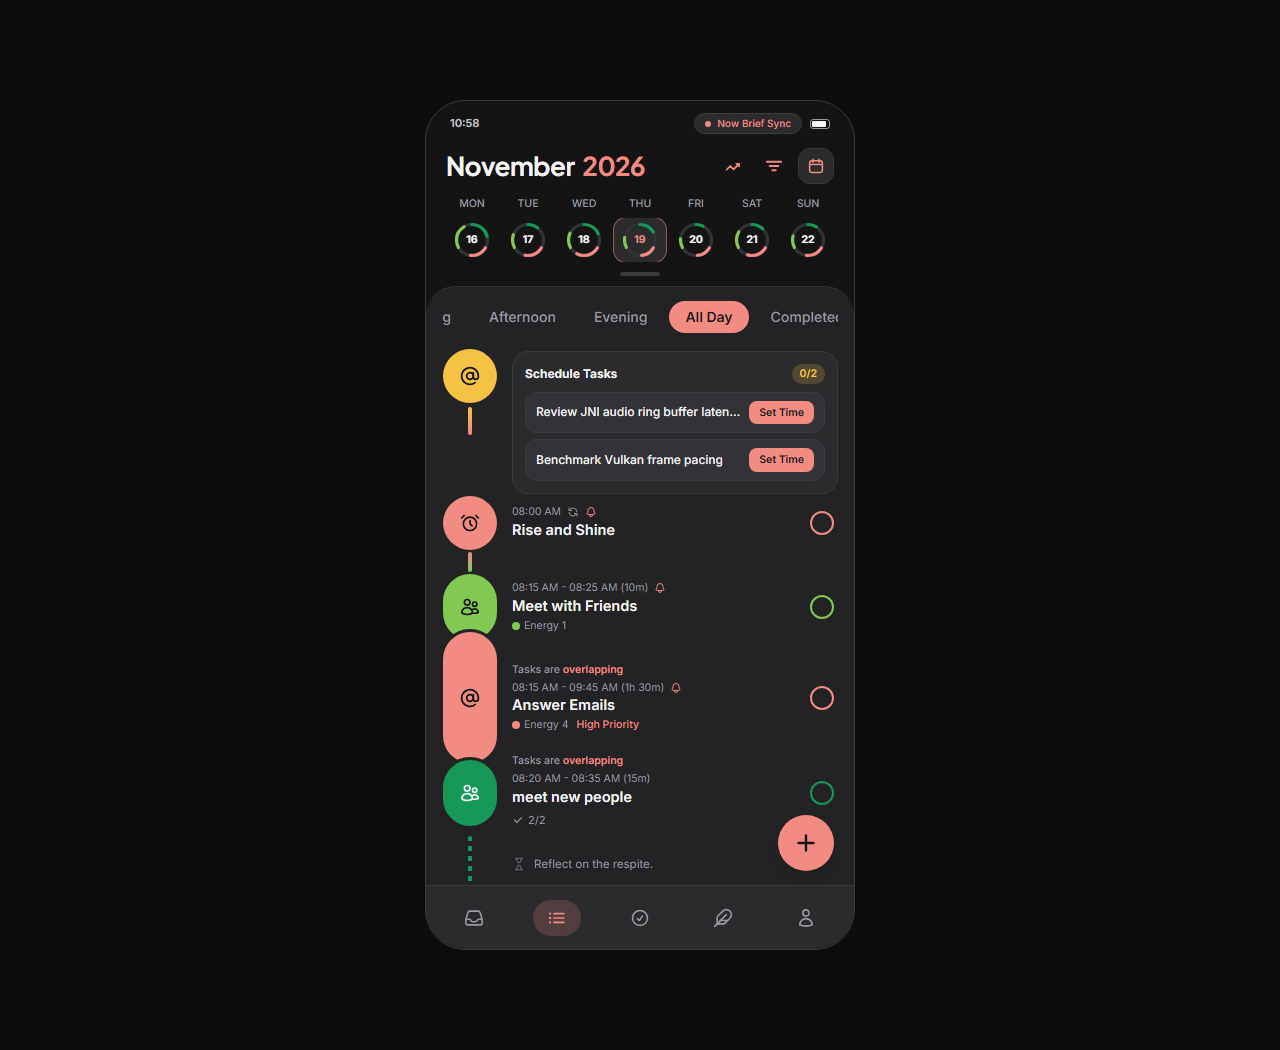 10:58
Now Brief Sync
November 2026
MON TUE WED THU FRI SAT SUN
16 17 18 19 20 21 22
g Afternoon Evening All Day Completed
Schedule Tasks 0/2
Review JNI audio ring buffer laten... Set Time
Benchmark Vulkan frame pacing Set Time
08:00 AM
Rise and Shine
08:15 AM - 08:25 AM (10m)
Meet with Friends
Energy 1
Tasks are overlapping
08:15 AM - 09:45 AM (1h 30m)
Answer Emails
Energy 4 High Priority
Tasks are overlapping
08:20 AM - 08:35 AM (15m)
meet new people
2/2
Reflect on the respite.